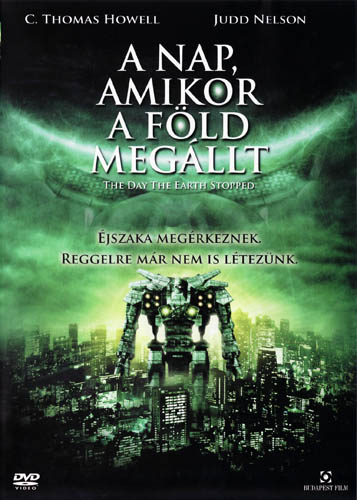 C. THOMAS HOWELL JUDD NELSON
A NAP,
AMIKOR
A FÖLD
MEGÁLLT
THE DAY THE EARTH STOPPED
ÉJSZAKA MEGÉRKEZNEK.
REGGELRE MÁR NEM IS LÉTEZÜNK.
DVD
VIDEO
BUDAPEST FILM